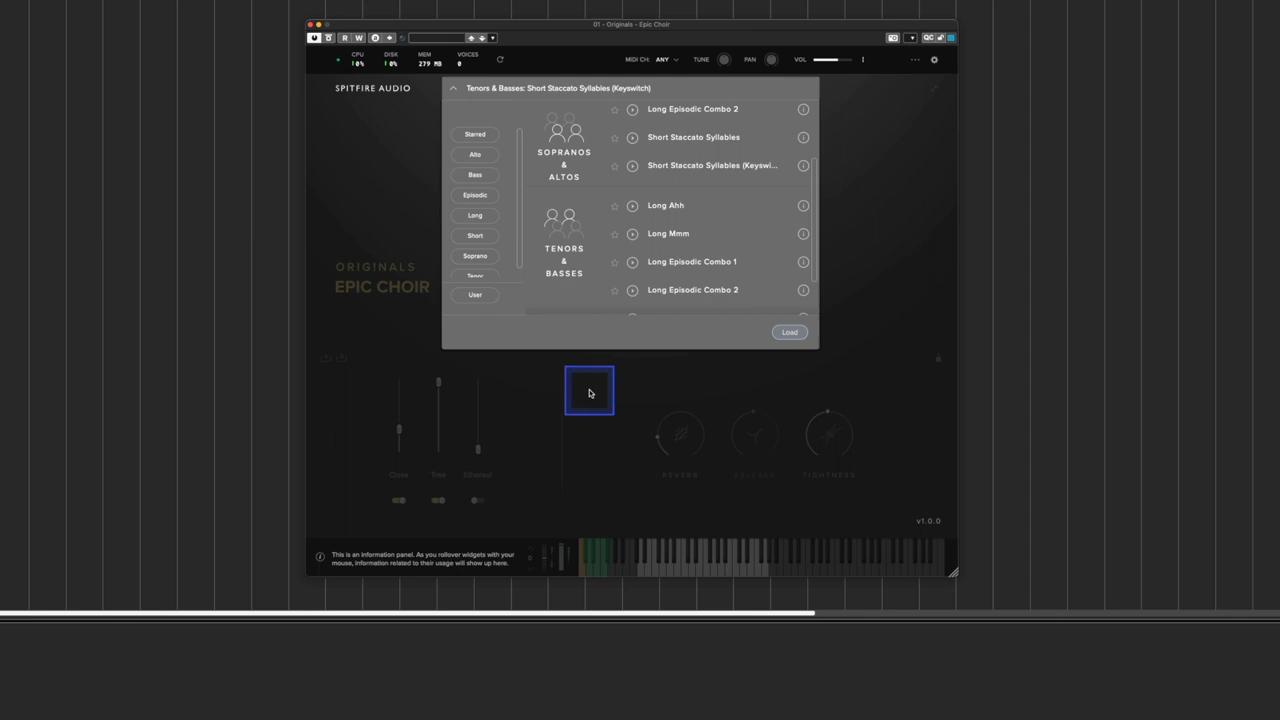 01 - Originals - Epic Choir
R W
QC
CPU DISK MEM VOICES
0% 0% 279 MB 0
MIDI CH: ANY TUNE PAN VOL
SPITFIRE AUDIO
Tenors & Basses: Short Staccato Syllables (Keyswitch)
Starred
Alto
Bass
Episodic
Long
Short
Soprano
Tenor
User
SOPRANOS
&
ALTOS
Long Episodic Combo 2
Short Staccato Syllables
Short Staccato Syllables (Keyswi...
TENORS
&
BASSES
Long Ahh
Long Mmm
Long Episodic Combo 1
Long Episodic Combo 2
Load
ORIGINALS
EPIC CHOIR
Close Tree Ethereal
REVERB RELEASE TIGHTNESS
v1.0.0
This is an information panel. As you rollover widgets with your
mouse, information related to their usage will show up here.